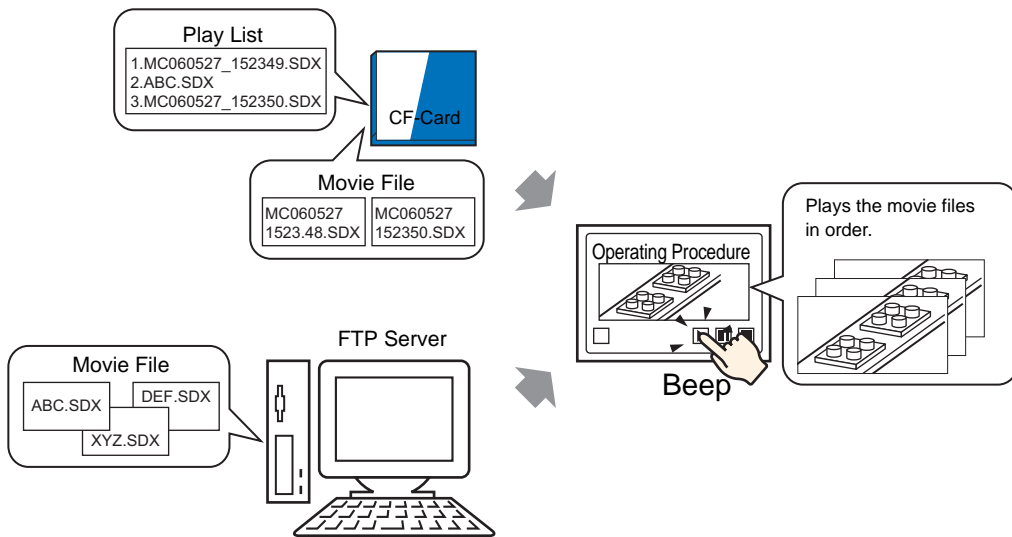 Play List
1.MC060527_152349.SDX
2.ABC.SDX
3.MC060527_152350.SDX
CF-Card
Movie File
MC060527
1523.48.SDX
MC060527
152350.SDX
Operating Procedure
Beep
Plays the movie files
in order.
FTP Server
Movie File
ABC.SDX
DEF.SDX
XYZ.SDX